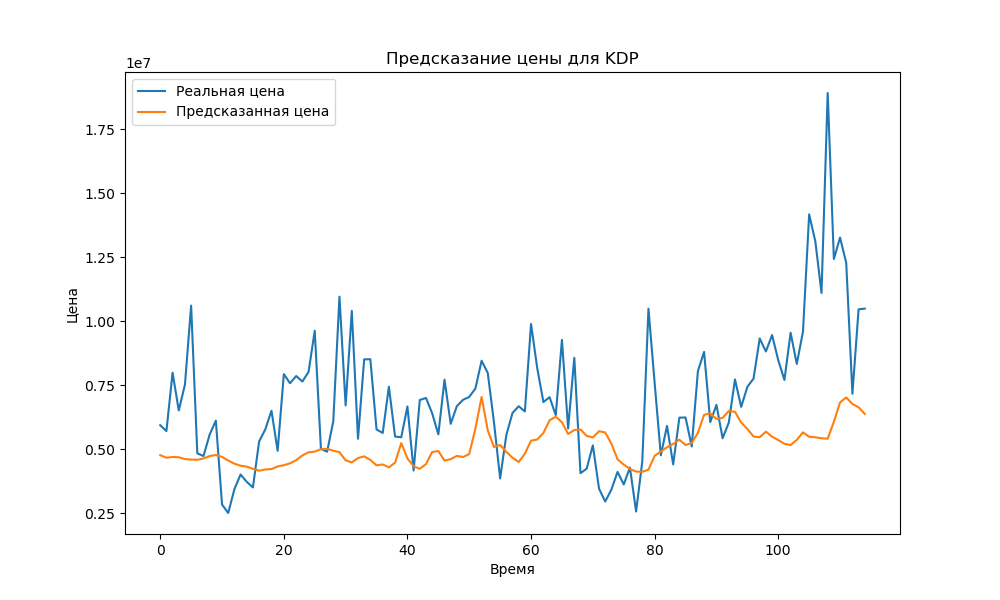 Предсказание цены для KDP
1e7
Реальная цена
Предсказанная цена
1.75
1.50
1.25
1.00
0.75
0.50
0.25
Цена
0 20 40 60 80 100
Время